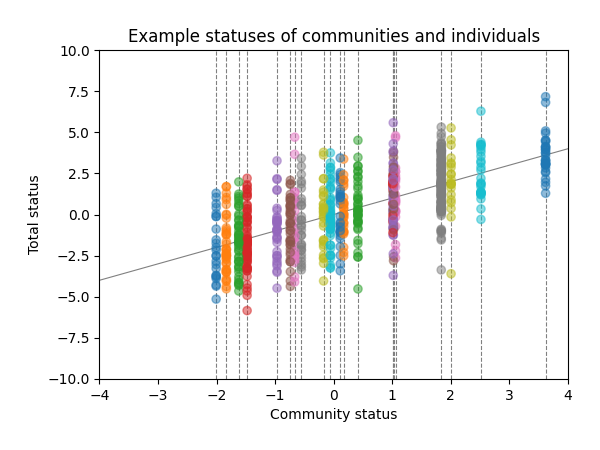 Example statuses of communities and individuals
10.0
7.5
5.0
2.5
0.0
−2.5
−5.0
−7.5
−10.0
Total status
−4 −3 −2 −1 0 1 2 3 4
Community status